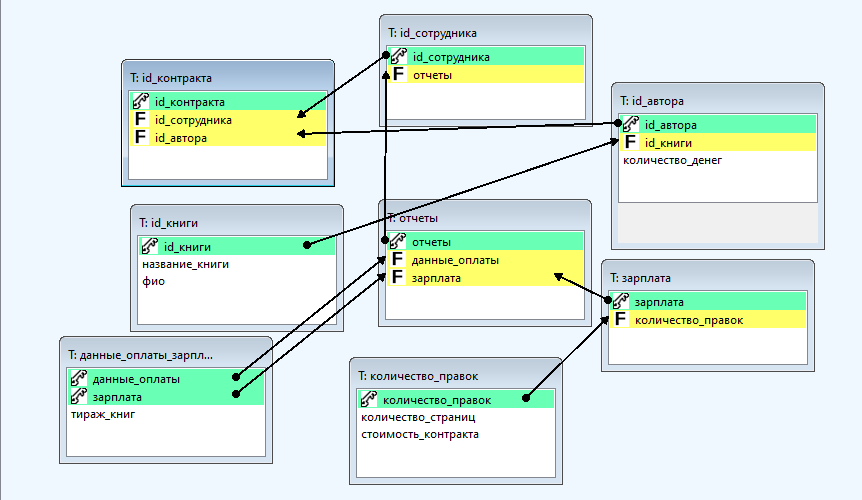 T: id_сотрудника
id_сотрудника
F отчеты
T: id_контракта
id_контракта
F id_сотрудника
F id_автора
T: id_автора
id_автора
F id_книги
количество_денег
T: id_книги
id_книги
название_книги
фио
T: отчеты
отчеты
F данные_оплаты
F зарплата
T: зарплата
зарплата
F количество_правок
T: данные_оплаты_зарпл...
данные_оплаты
зарплата
тираж_книг
T: количество_правок
количество_правок
количество_страниц
стоимость_контракта